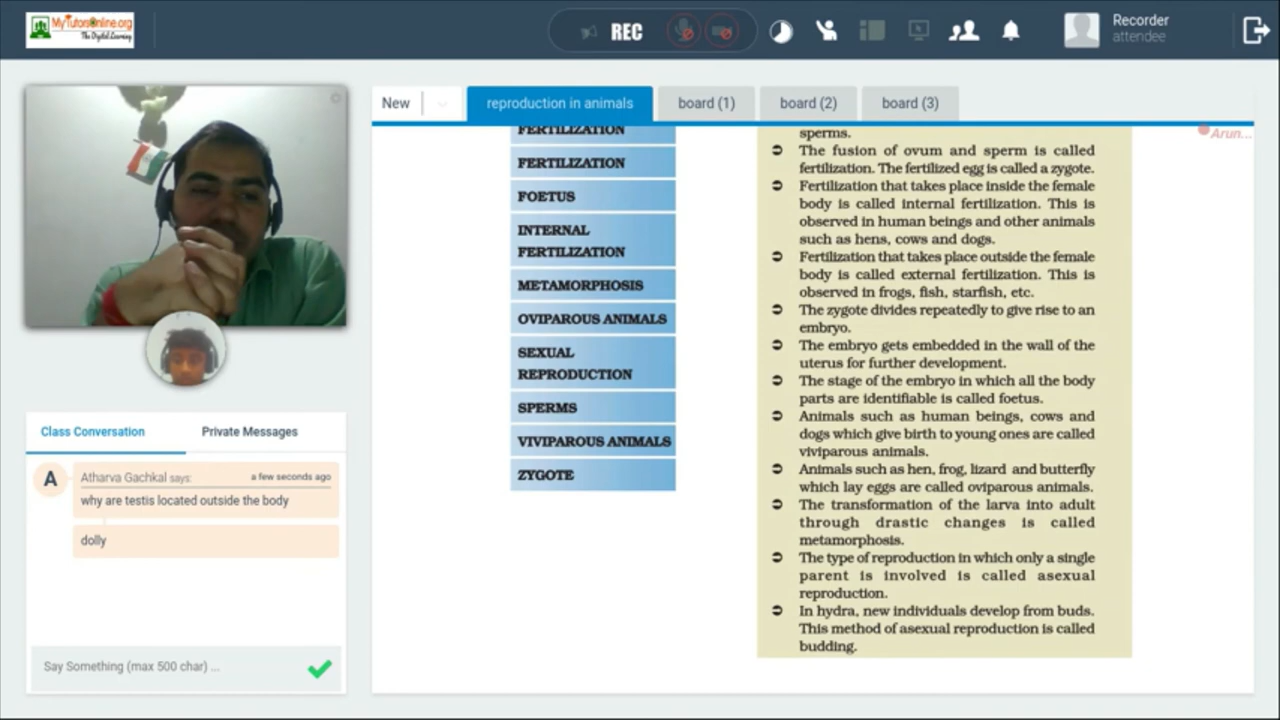 MyTutorsOnline.org
The Digital Learning
REC
Recorder
attendee
New
reproduction in animals
board (1)
board (2)
board (3)
Arun...
FERTILIZATION
FERTILIZATION
FOETUS
INTERNAL
FERTILIZATION
METAMORPHOSIS
OVIPAROUS ANIMALS
SEXUAL
REPRODUCTION
SPERMS
VIVIPAROUS ANIMALS
ZYGOTE
sperms.
The fusion of ovum and sperm is called
fertilization. The fertilized egg is called a zygote.
Fertilization that takes place inside the female
body is called internal fertilization. This is
observed in human beings and other animals
such as hens, cows and dogs.
Fertilization that takes place outside the female
body is called external fertilization. This is
observed in frogs, fish, starfish, etc.
The zygote divides repeatedly to give rise to an
embryo.
The embryo gets embedded in the wall of the
uterus for further development.
The stage of the embryo in which all the body
parts are identifiable is called foetus.
Animals such as human beings, cows and
dogs which give birth to young ones are called
viviparous animals.
Animals such as hen, frog, lizard and butterfly
which lay eggs are called oviparous animals.
The transformation of the larva into adult
through drastic changes is called
metamorphosis.
The type of reproduction in which only a single
parent is involved is called asexual
reproduction.
In hydra, new individuals develop from buds.
This method of asexual reproduction is called
budding.
Class Conversation
Private Messages
A
Atharva Gachkal says:
a few seconds ago
why are testis located outside the body
dolly
Say Something (max 500 char) ...